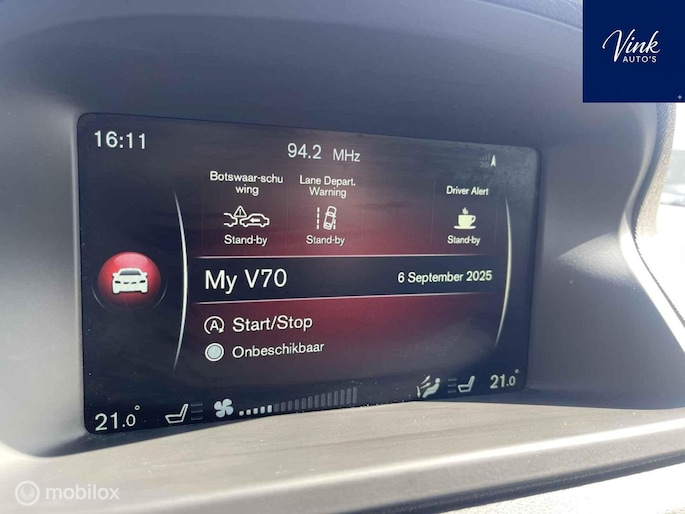 Vink
AUTO'S
16:11
94.2 MHz
Botswaar-schu
wing
Lane Depart.
Warning
Driver Alert
Stand-by
Stand-by
Stand-by
My V70
6 September 2025
A Start/Stop
Onbeschikbaar
21.0°
21.0°
mobilox